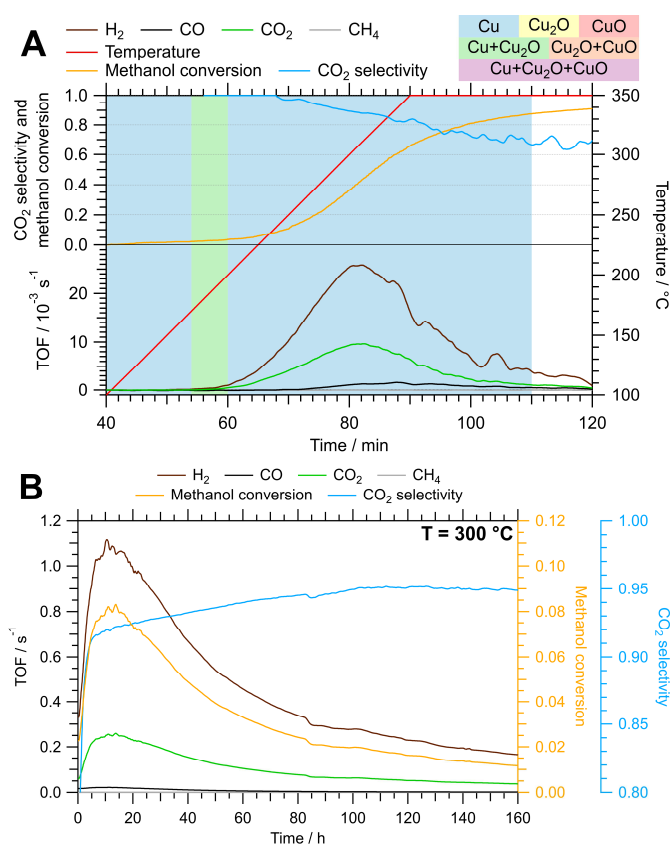 A
H₂ CO CO₂ CH₄
Temperature
Methanol conversion CO₂ selectivity
Cu Cu₂O CuO
Cu+Cu₂O Cu₂O+CuO
Cu+Cu₂O+CuO
CO₂ selectivity and
methanol conversion
1.0
0.8
0.6
0.4
0.2
0.0
TOF / 10⁻³ s⁻¹
20
10
0
350
300
250
200
150
100
Temperature / °C
40 60 80 100 120
Time / min
B
H₂ CO CO₂ CH₄
Methanol conversion CO₂ selectivity
T = 300 °C
TOF / s⁻¹
1.2
1.0
0.8
0.6
0.4
0.2
0.0
0.12
0.10
0.08
0.06
0.04
0.02
0.00
Methanol conversion
1.00
0.95
0.90
0.85
0.80
CO₂ selectivity
0 20 40 60 80 100 120 140 160
Time / h